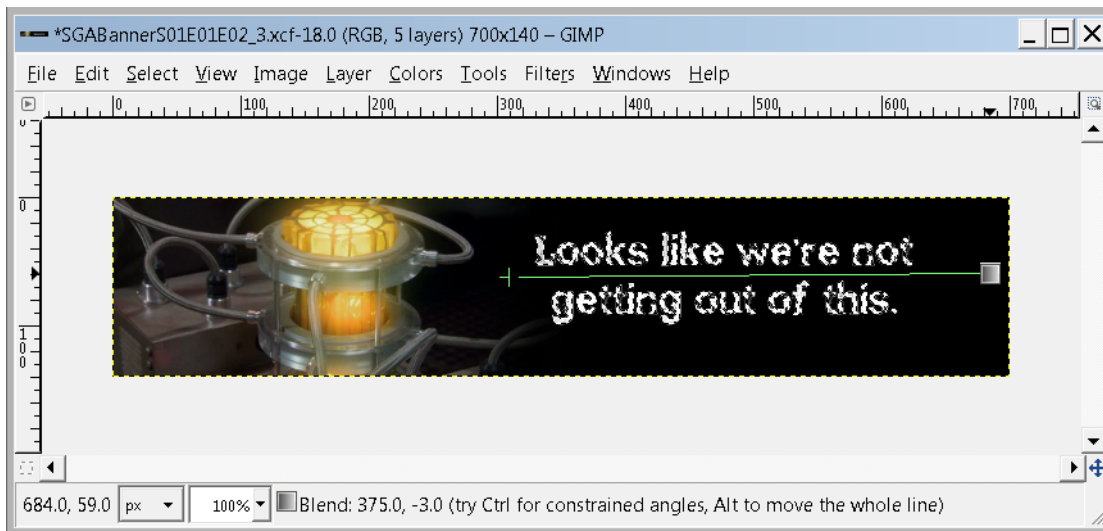 *SGABannerS01E01E02_3.xcf-18.0 (RGB, 5 layers) 700x140 – GIMP
File Edit Select View Image Layer Colors Tools Filters Windows Help
0 100 200 300 400 500 600 700
0
Looks like we're not
getting out of this.
100
684.0, 59.0 px 100% Blend: 375.0, -3.0 (try Ctrl for constrained angles, Alt to move the whole line)